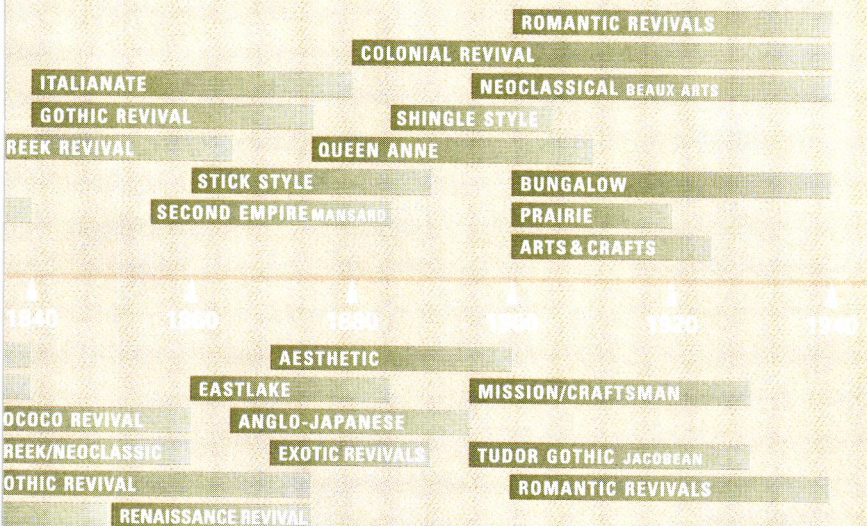 ROMANTIC REVIVALS
COLONIAL REVIVAL
ITALIANATE NEOCLASSICAL BEAUX ARTS
GOTHIC REVIVAL SHINGLE STYLE
REEK REVIVAL QUEEN ANNE
STICK STYLE BUNGALOW
SECOND EMPIRE MANSARD PRAIRIE
ARTS & CRAFTS
1840 1860 1880 1900 1920 1940
AESTHETIC
EASTLAKE MISSION/CRAFTSMAN
OCOCO REVIVAL ANGLO-JAPANESE
REEK/NEOCLASSIC EXOTIC REVIVALS TUDOR GOTHIC JACOBEAN
OTHIC REVIVAL ROMANTIC REVIVALS
RENAISSANCE REVIVAL